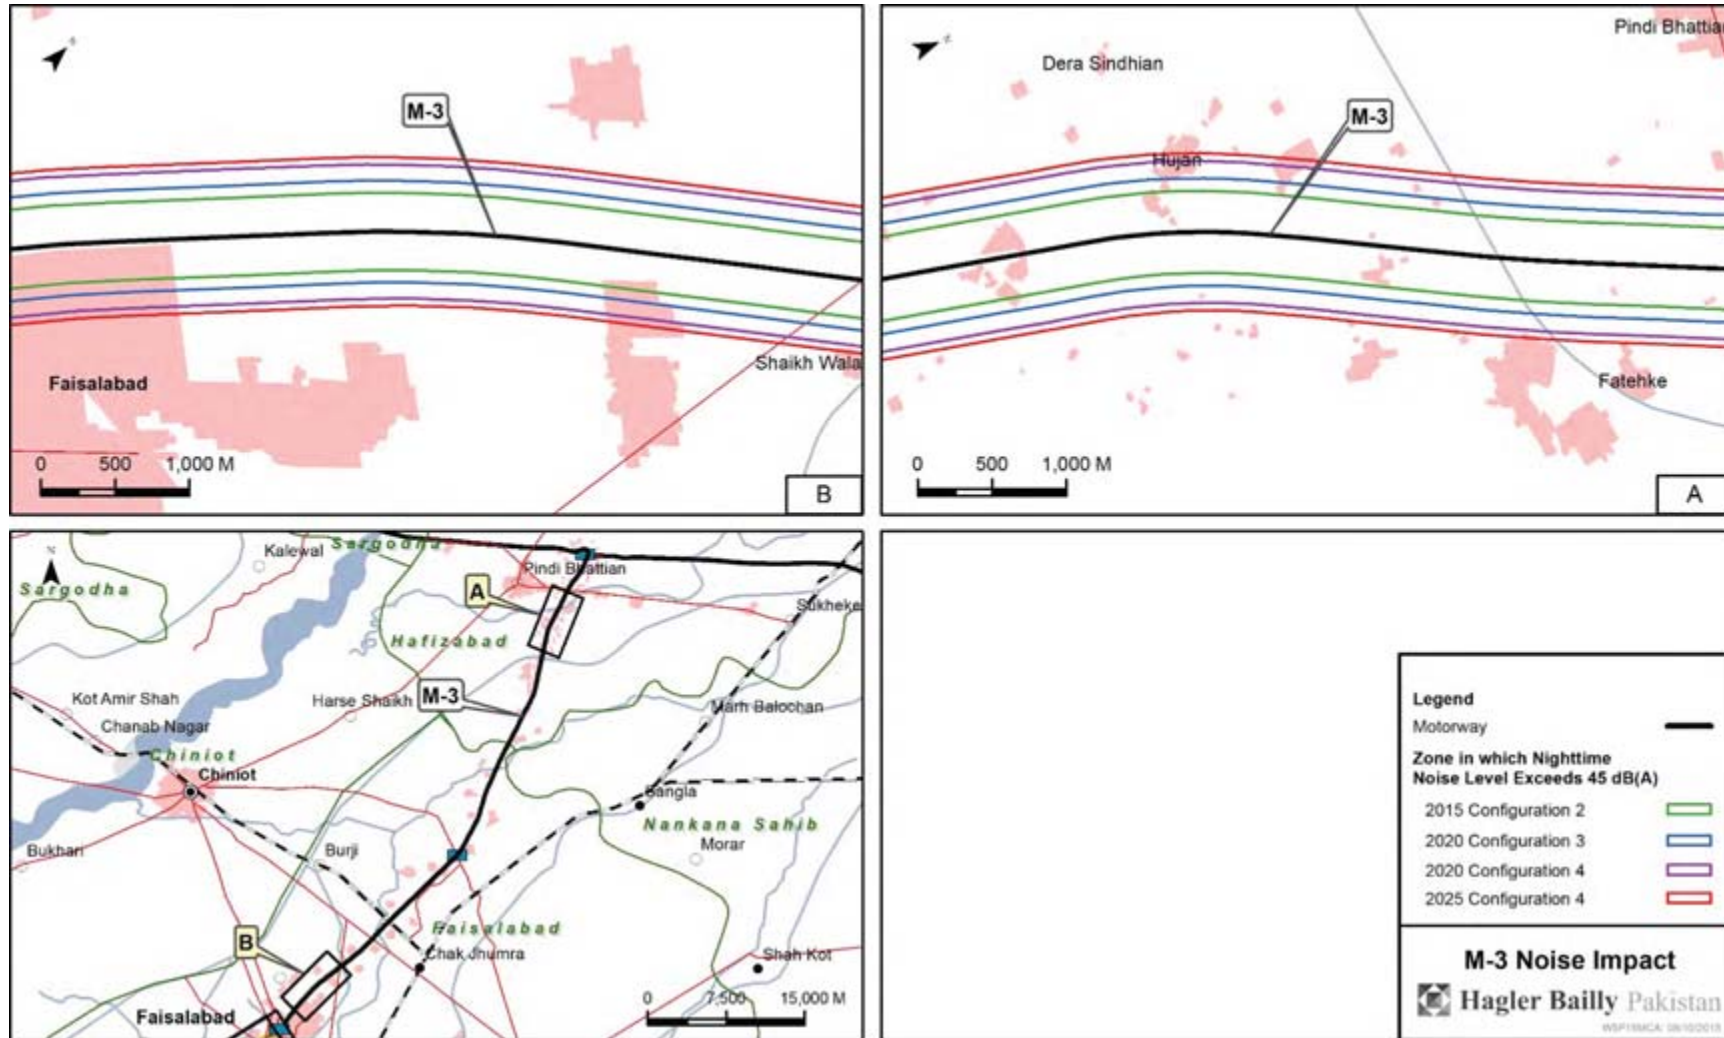 M-3
Faisalabad
Shaikh Wala
0 500 1,000 M
B
Pindi Bhattian
Dera Sindhian
M-3
Hujan
Fatehke
0 500 1,000 M
A
N
Kalewal
Sargodha
Sargodha
Pindi Bhattian
A
Sukheke
Hafizabad
Kot Amir Shah
Harse Shaikh
M-3
Marh Balochan
Chanab Nagar
Chiniot
Chiniot
Sangla
Nankana Sahib
Morar
Bukhari
Burji
Faisalabad
B
Chak Jhumra
Shah Kot
Faisalabad
0 7,500 15,000 M
Legend
Motorway
Zone in which Nighttime
Noise Level Exceeds 45 dB(A)
2015 Configuration 2
2020 Configuration 3
2020 Configuration 4
2025 Configuration 4
M-3 Noise Impact
Hagler Bailly Pakistan